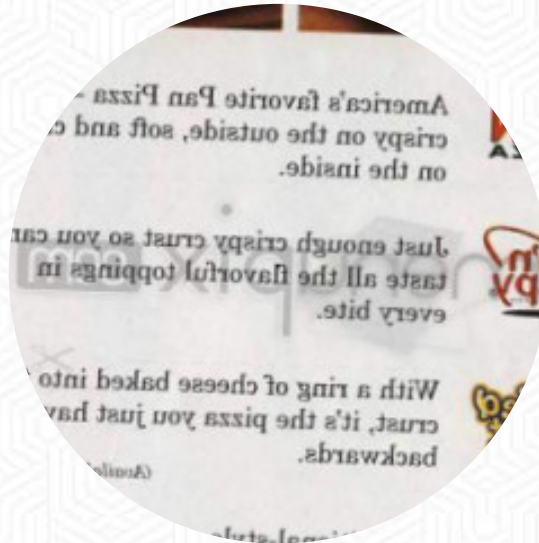 America's favorite Pan Pizza -
crispy on the outside, soft and
on the inside.
Just enough crispy crust so you can
taste all the flavorful toppings in
every bite.
With a ring of cheese baked into
crust, it's the pizza you just
backwards.